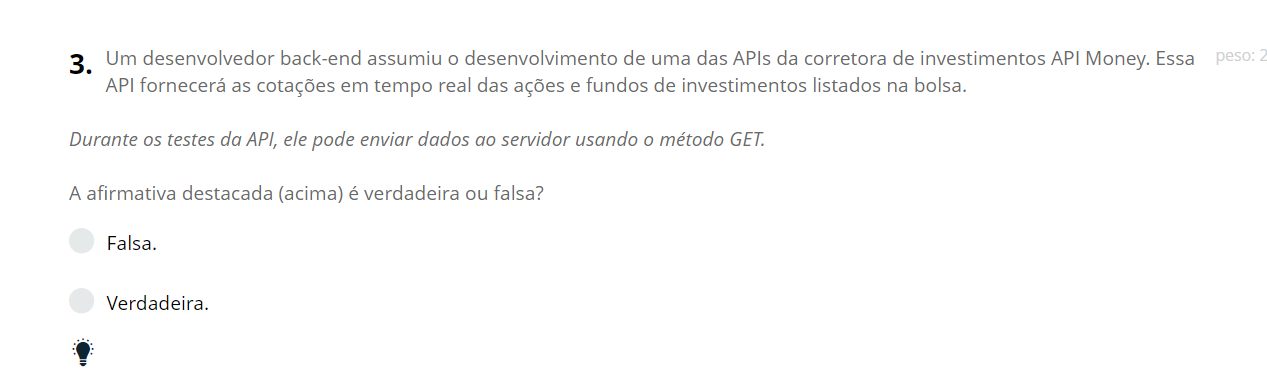 3. Um desenvolvedor back-end assumiu o desenvolvimento de uma das APIs da corretora de investimentos API Money. Essa peso: 2
API fornecerá as cotações em tempo real das ações e fundos de investimentos listados na bolsa.
Durante os testes da API, ele pode enviar dados ao servidor usando o método GET.
A afirmativa destacada (acima) é verdadeira ou falsa?
Falsa.
Verdadeira.